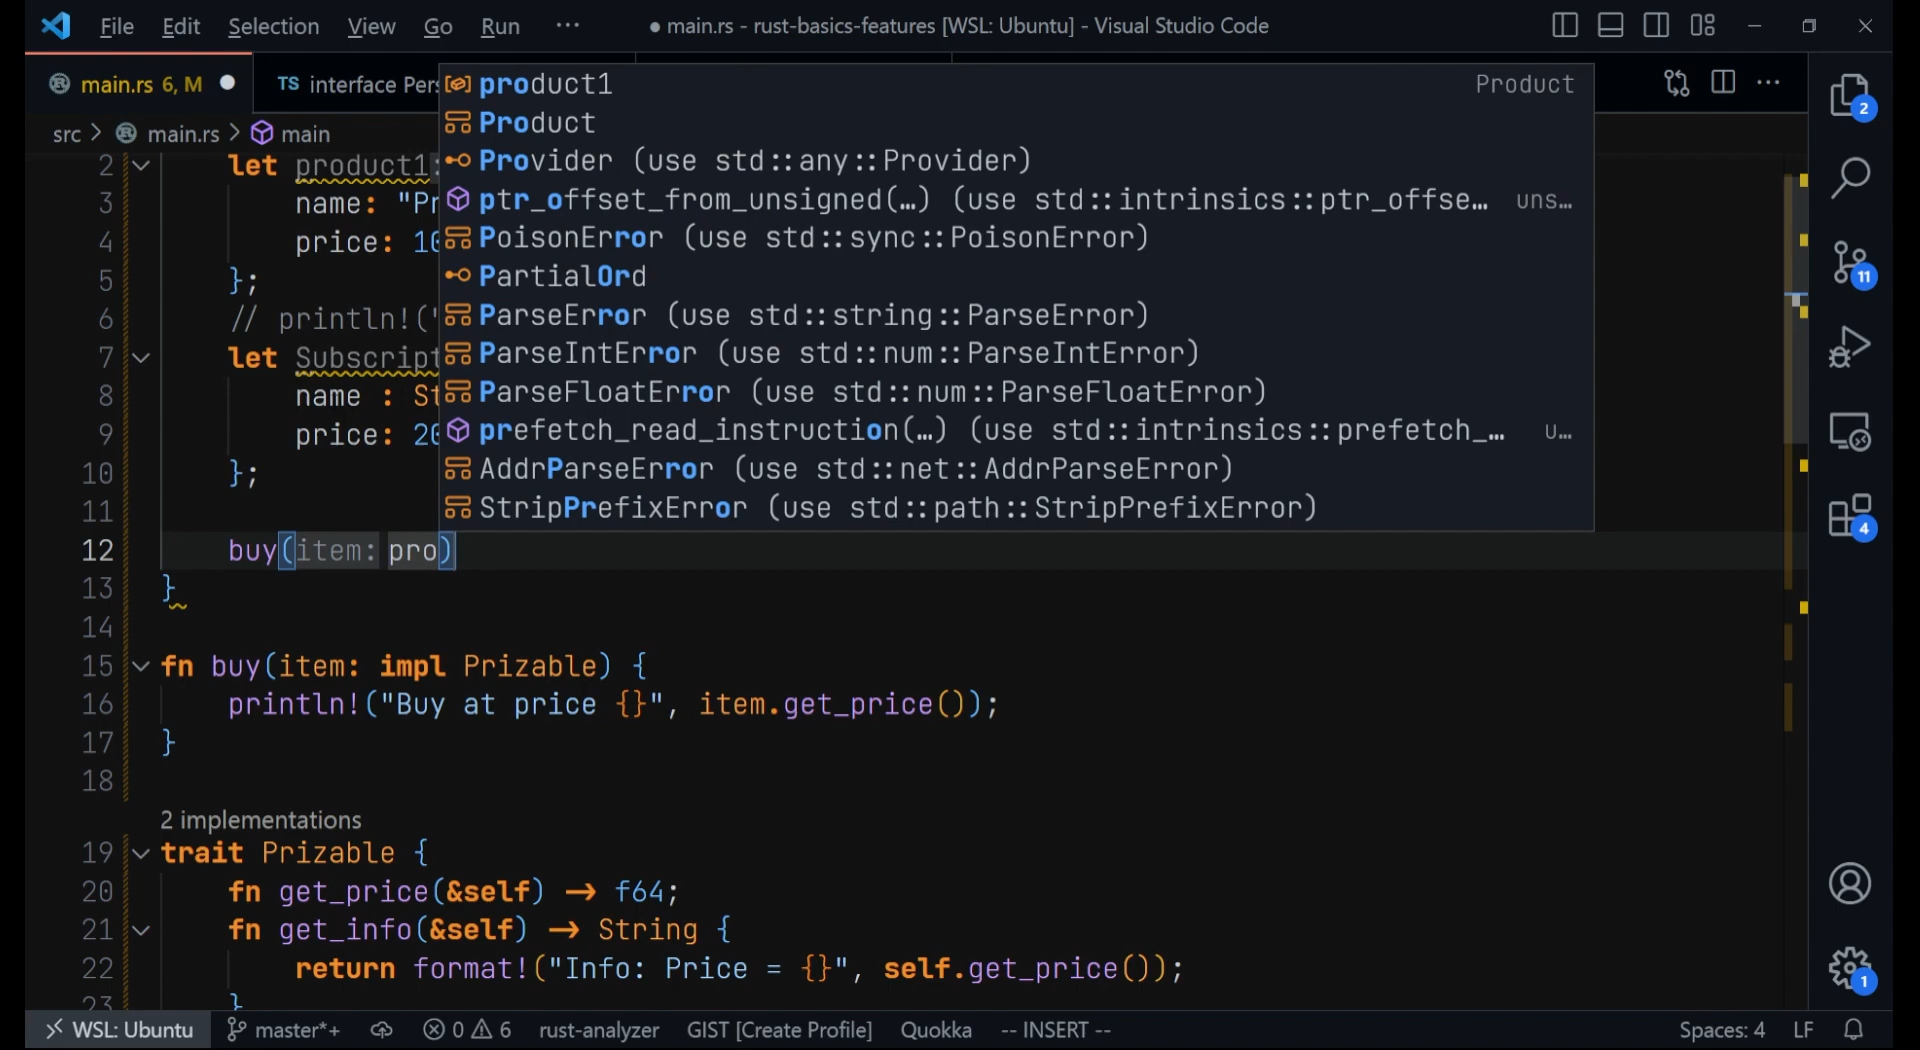 File Edit Selection View Go Run ··· ● main.rs - rust-basics-features [WSL: Ubuntu] - Visual Studio Code
main.rs 6, M ● TS interface Pers ···
src > main.rs > main
product1 Product
Product
Provider (use std::any::Provider)
ptr_offset_from_unsigned(…) (use std::intrinsics::ptr_offse… uns…
PoisonError (use std::sync::PoisonError)
PartialOrd
ParseError (use std::string::ParseError)
ParseIntError (use std::num::ParseIntError)
ParseFloatError (use std::num::ParseFloatError)
prefetch_read_instruction(…) (use std::intrinsics::prefetch_… u…
AddrParseError (use std::net::AddrParseError)
StripPrefixError (use std::path::StripPrefixError)
2 let product1:
3 name: "Pr
4 price: 10
5 };
6 // println!("
7 let Subscript
8 name : St
9 price: 20
10 };
11
12 buy(item: pro)
13 }
14
15 fn buy(item: impl Prizable) {
16 println!("Buy at price {}", item.get_price());
17 }
18
2 implementations
19 trait Prizable {
20 fn get_price(&self) → f64;
21 fn get_info(&self) → String {
22 return format!("Info: Price = {}", self.get_price());
23 }
2
11
4
1
WSL: Ubuntu master*+ 0 6 rust-analyzer GIST [Create Profile] Quokka -- INSERT -- Spaces: 4 LF